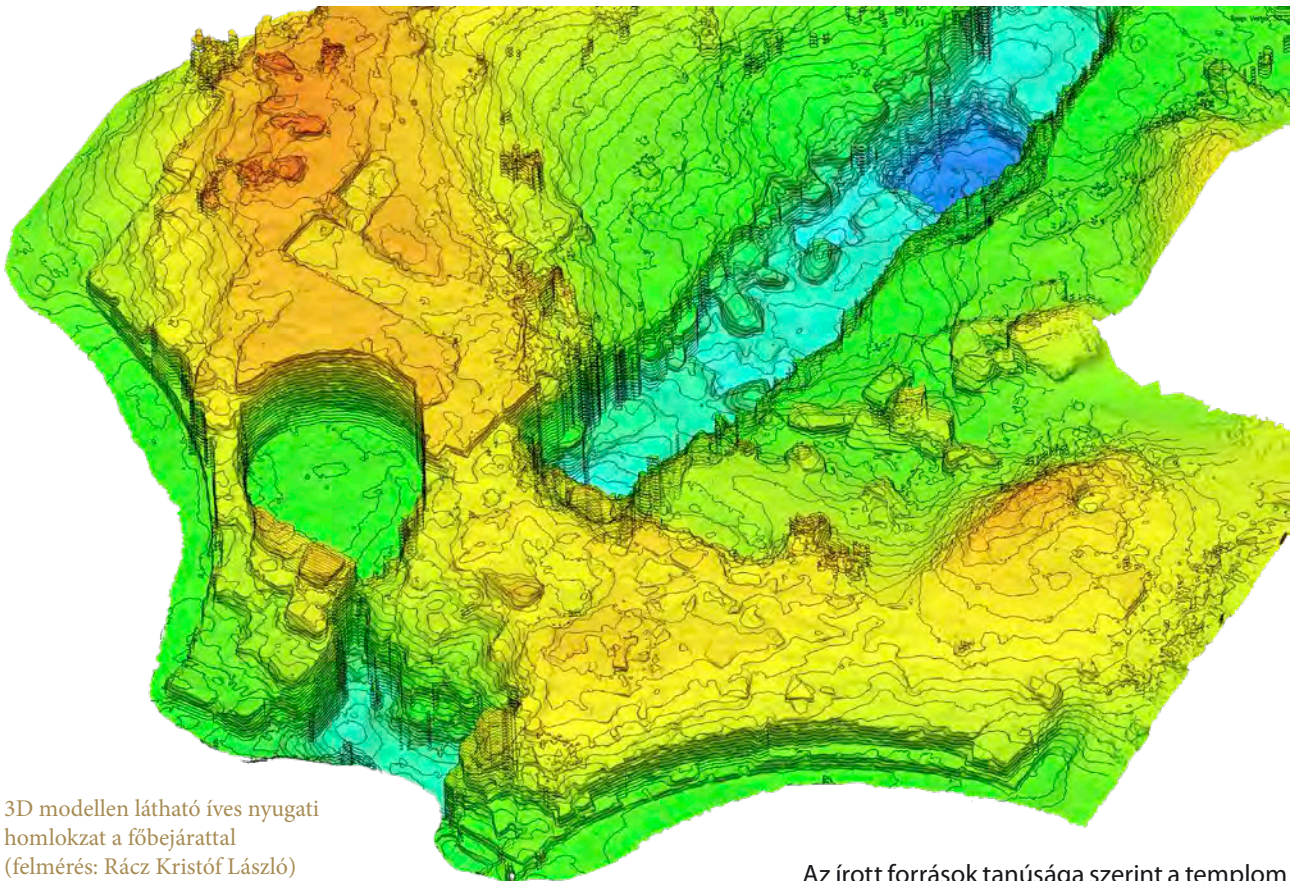 3D modellen látható íves nyugati
homlokzat a főbejárattal
(felmérés: Rácz Kristóf László)
Az írott források tanúsága szerint a templom